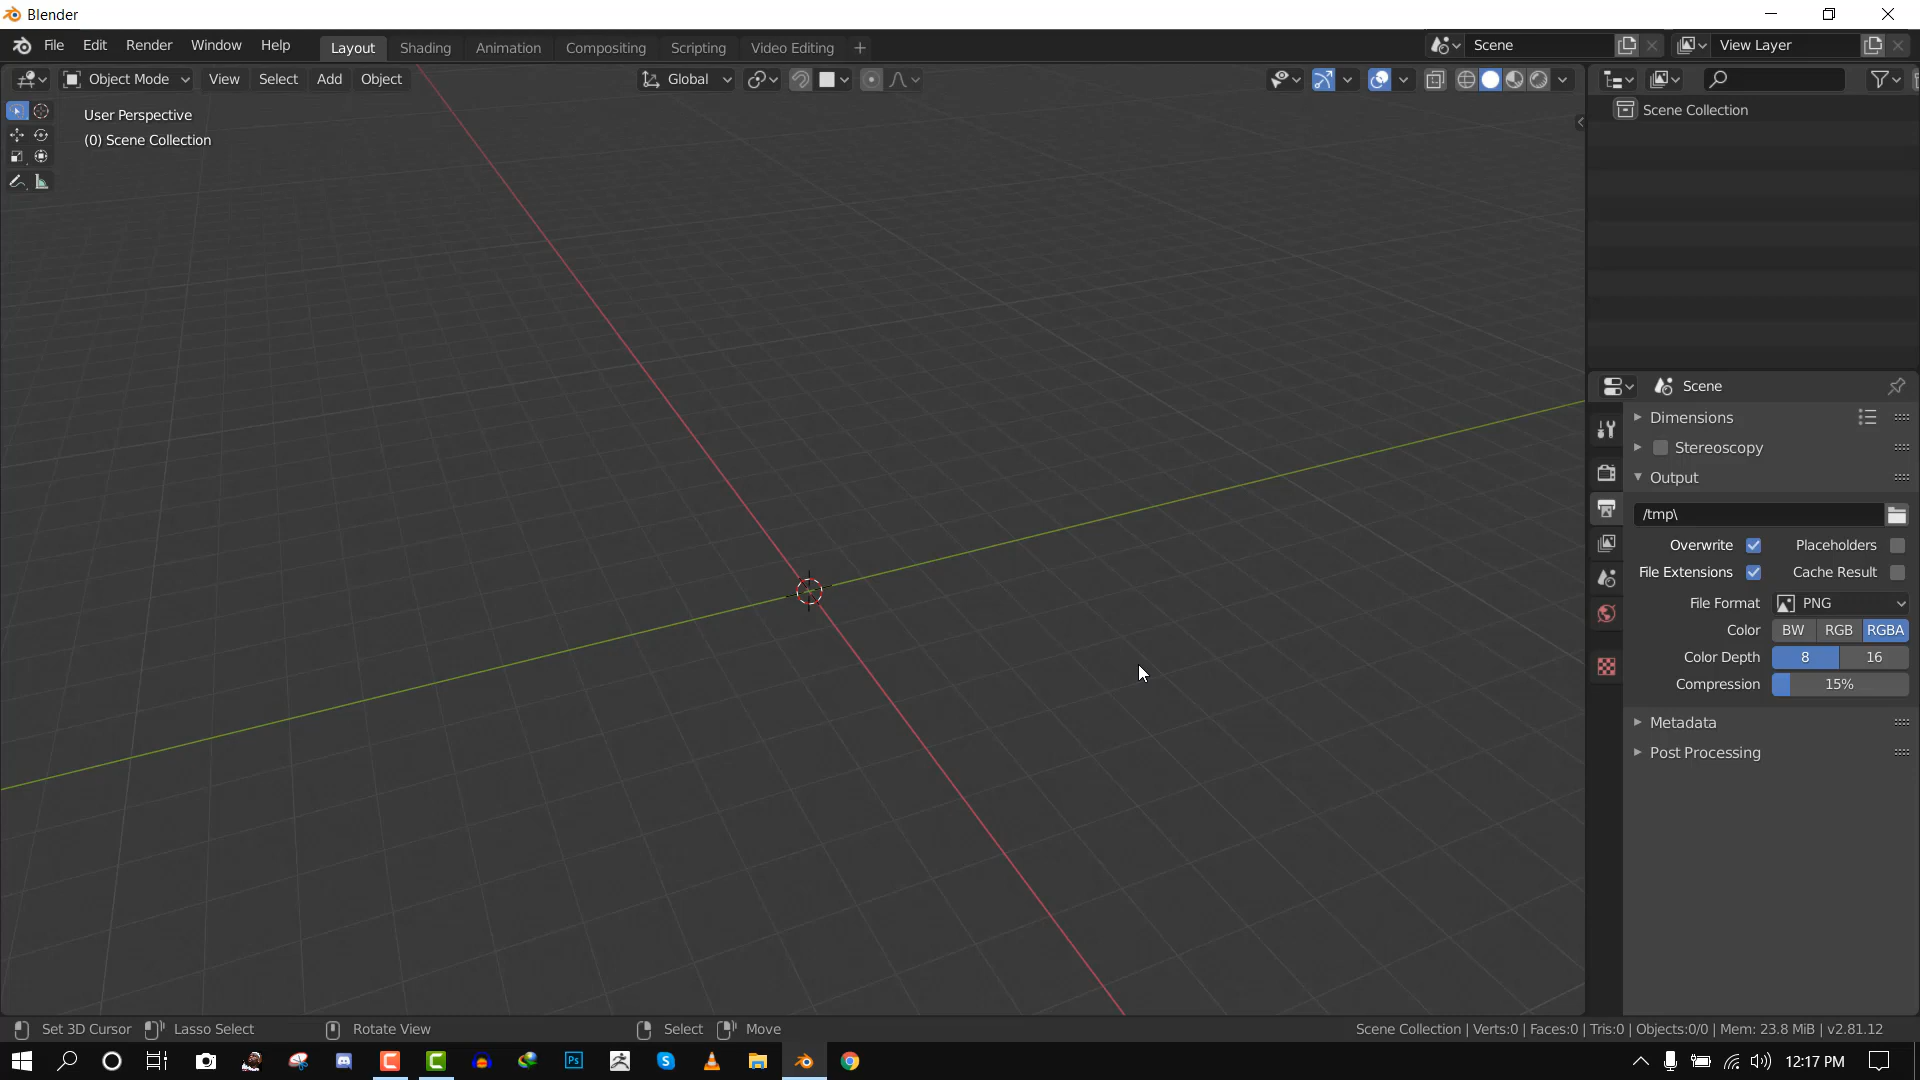 Blender
File Edit Render Window Help Layout Shading Animation Compositing Scripting Video Editing + Scene View Layer
Object Mode View Select Add Object Global
User Perspective
(0) Scene Collection
Scene Collection
Scene
Dimensions
Stereoscopy
Output
/tmp\
Overwrite Placeholders
File Extensions Cache Result
File Format PNG
Color BW RGB RGBA
Color Depth 8 16
Compression 15%
Metadata
Post Processing
Set 3D Cursor Lasso Select Rotate View Select Move Scene Collection | Verts:0 | Faces:0 | Tris:0 | Objects:0/0 | Mem: 23.8 MiB | v2.81.12
12:17 PM